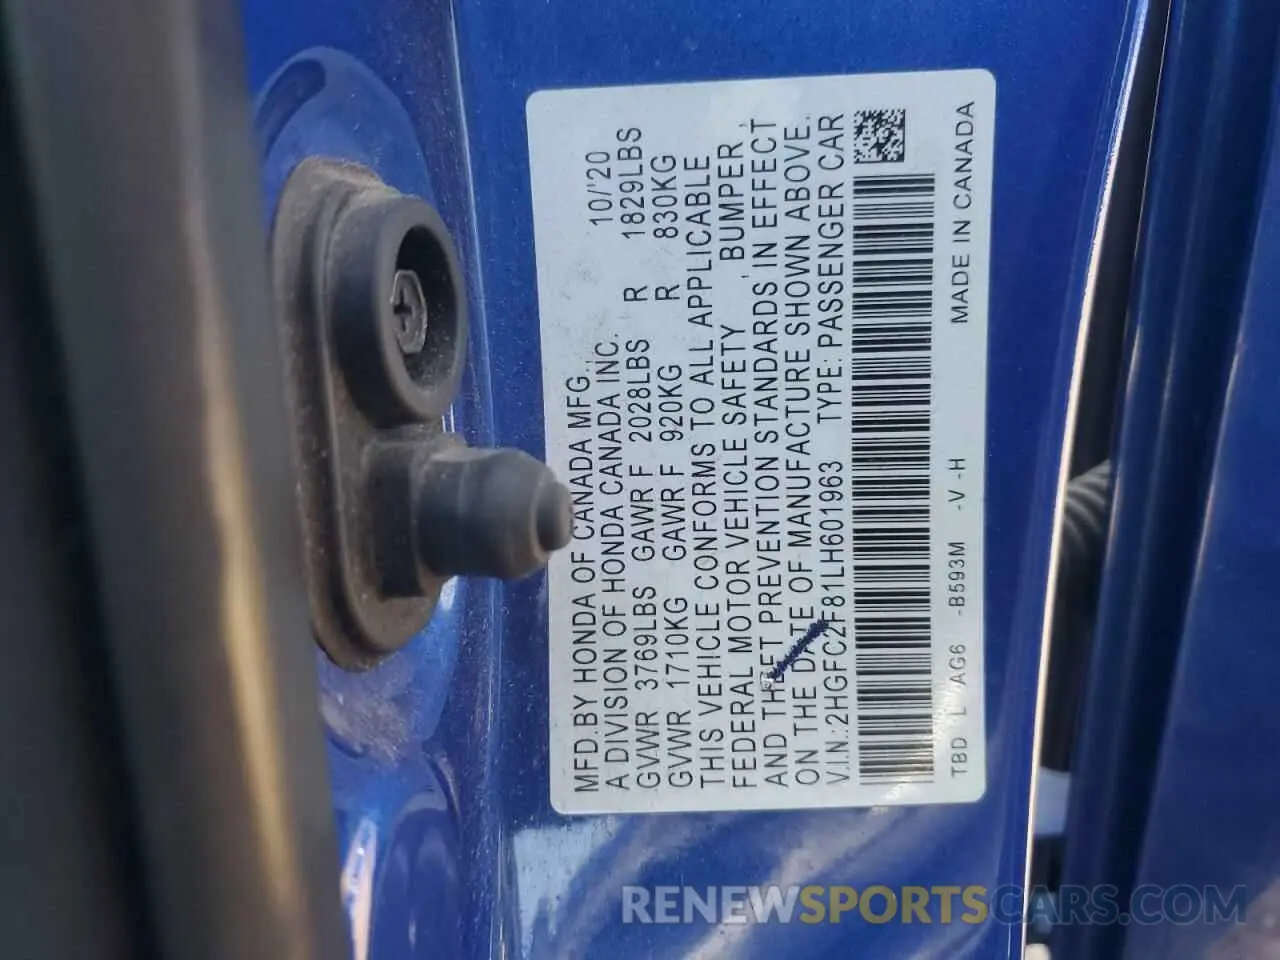 MFD.BY HONDA OF CANADA MFG., 10/'20
A DIVISION OF HONDA CANADA INC.
GVWR 3769LBS GAWR F 2028LBS R 1829LBS
GVWR 1710KG GAWR F 920KG R 830KG
THIS VEHICLE CONFORMS TO ALL APPLICABLE
FEDERAL MOTOR VEHICLE SAFETY, BUMPER,
AND THEFT PREVENTION STANDARDS IN EFFECT
ON THE DATE OF MANUFACTURE SHOWN ABOVE.
V.I.N.:2HGFC2F81LH601963 TYPE: PASSENGER CAR
TBD L AG6 -B593M -V -H MADE IN CANADA
RENEWSPORTSCARS.COM